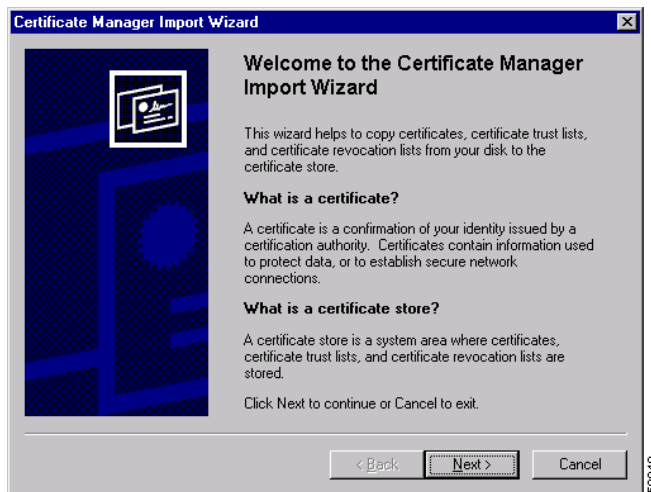 Certificate Manager Import Wizard
Welcome to the Certificate Manager
Import Wizard
This wizard helps to copy certificates, certificate trust lists,
and certificate revocation lists from your disk to the
certificate store.
What is a certificate?
A certificate is a confirmation of your identity issued by a
certification authority. Certificates contain information used
to protect data, or to establish secure network
connections.
What is a certificate store?
A certificate store is a system area where certificates,
certificate trust lists, and certificate revocation lists are
stored.
Click Next to continue or Cancel to exit.
< Back
Next >
Cancel